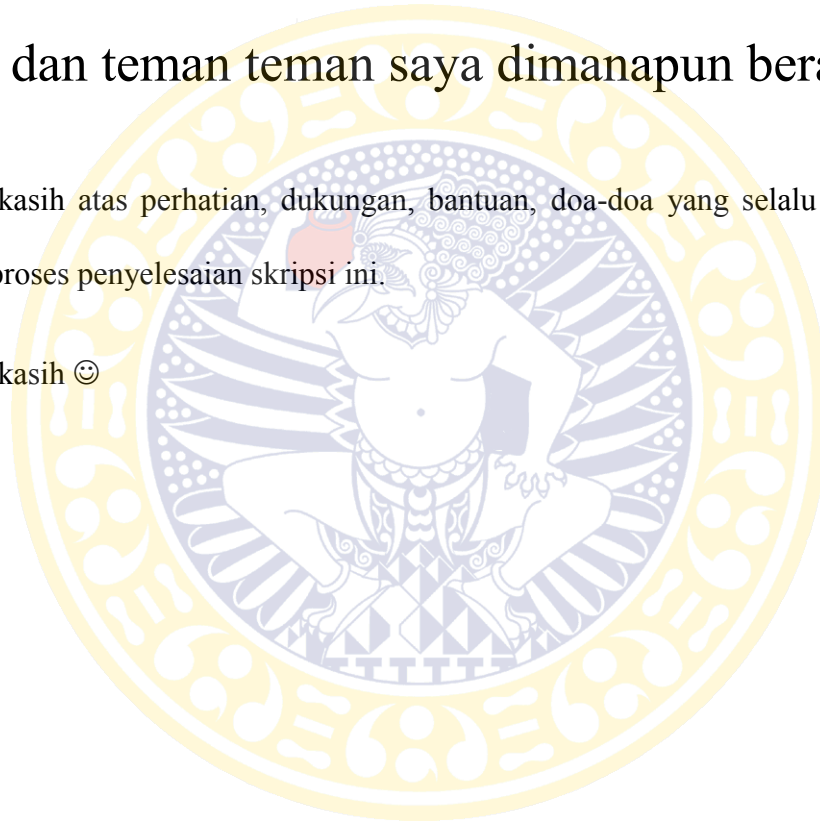 dan teman teman saya dimanapun bera
kasih atas perhatian, dukungan, bantuan, doa-doa yang selalu
proses penyelesaian skripsi ini.
kasih ☺